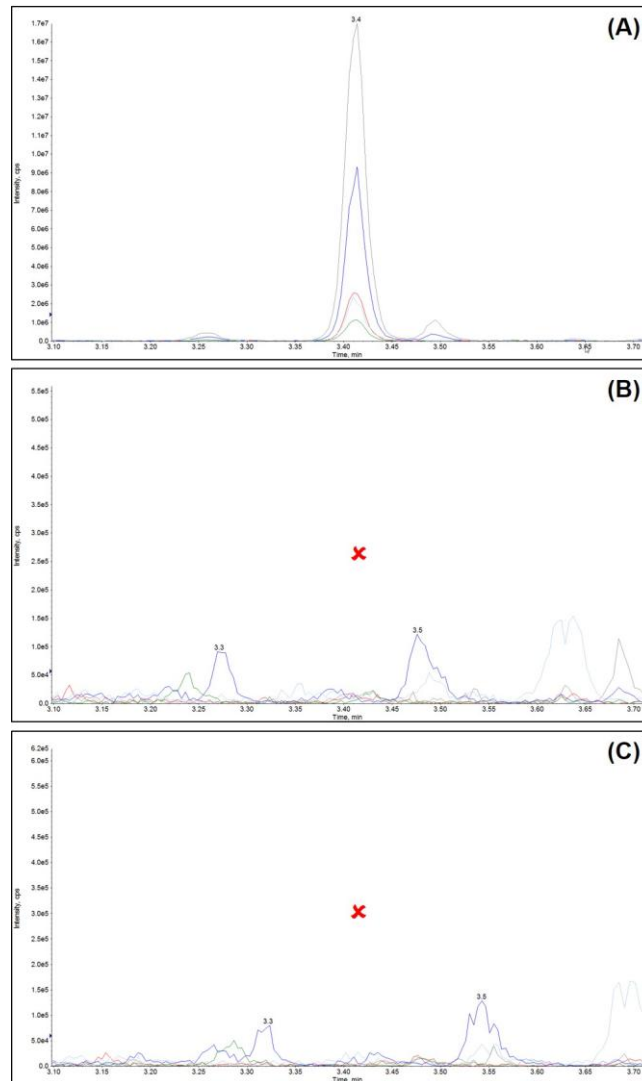 (A)
3.4
1.7e7
1.6e7
1.5e7
1.4e7
1.3e7
1.2e7
1.1e7
1.0e7
9.0e6
8.0e6
7.0e6
6.0e6
5.0e6
4.0e6
3.0e6
2.0e6
1.0e6
0.0
Intensity, cps
3.10 3.20 3.25 3.30 3.35 3.40 3.45 3.50 3.55 3.60 3.65 3.70
Time, min
(B)
5.5e5
5.0e5
4.5e5
4.0e5
3.5e5
3.0e5
2.5e5
2.0e5
1.5e5
1.0e5
5.0e4
0.0
Intensity, cps
3.3
3.5
3.10 3.15 3.20 3.25 3.30 3.35 3.40 3.45 3.50 3.55 3.60 3.65 3.70
Time, min
(C)
6.2e5
6.0e5
5.5e5
5.0e5
4.5e5
4.0e5
3.5e5
3.0e5
2.5e5
2.0e5
1.5e5
1.0e5
5.0e4
0.0
Intensity, cps
3.3
3.5
3.10 3.15 3.20 3.25 3.30 3.35 3.40 3.45 3.50 3.55 3.60 3.65 3.70
Time, min